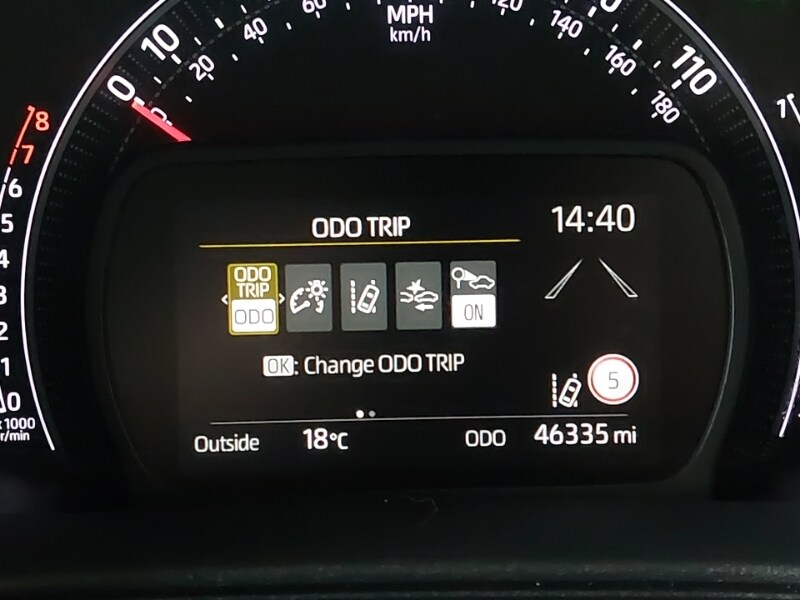 MPH
km/h
0 10 110
0 20 40 60 120 140 160 180
8
7
6
5
4
3
2
1
0
x1000
r/min
1
ODO TRIP
14:40
ODO
TRIP
ODO
ON
OK: Change ODO TRIP
5
Outside 18°C ODO 46335 mi